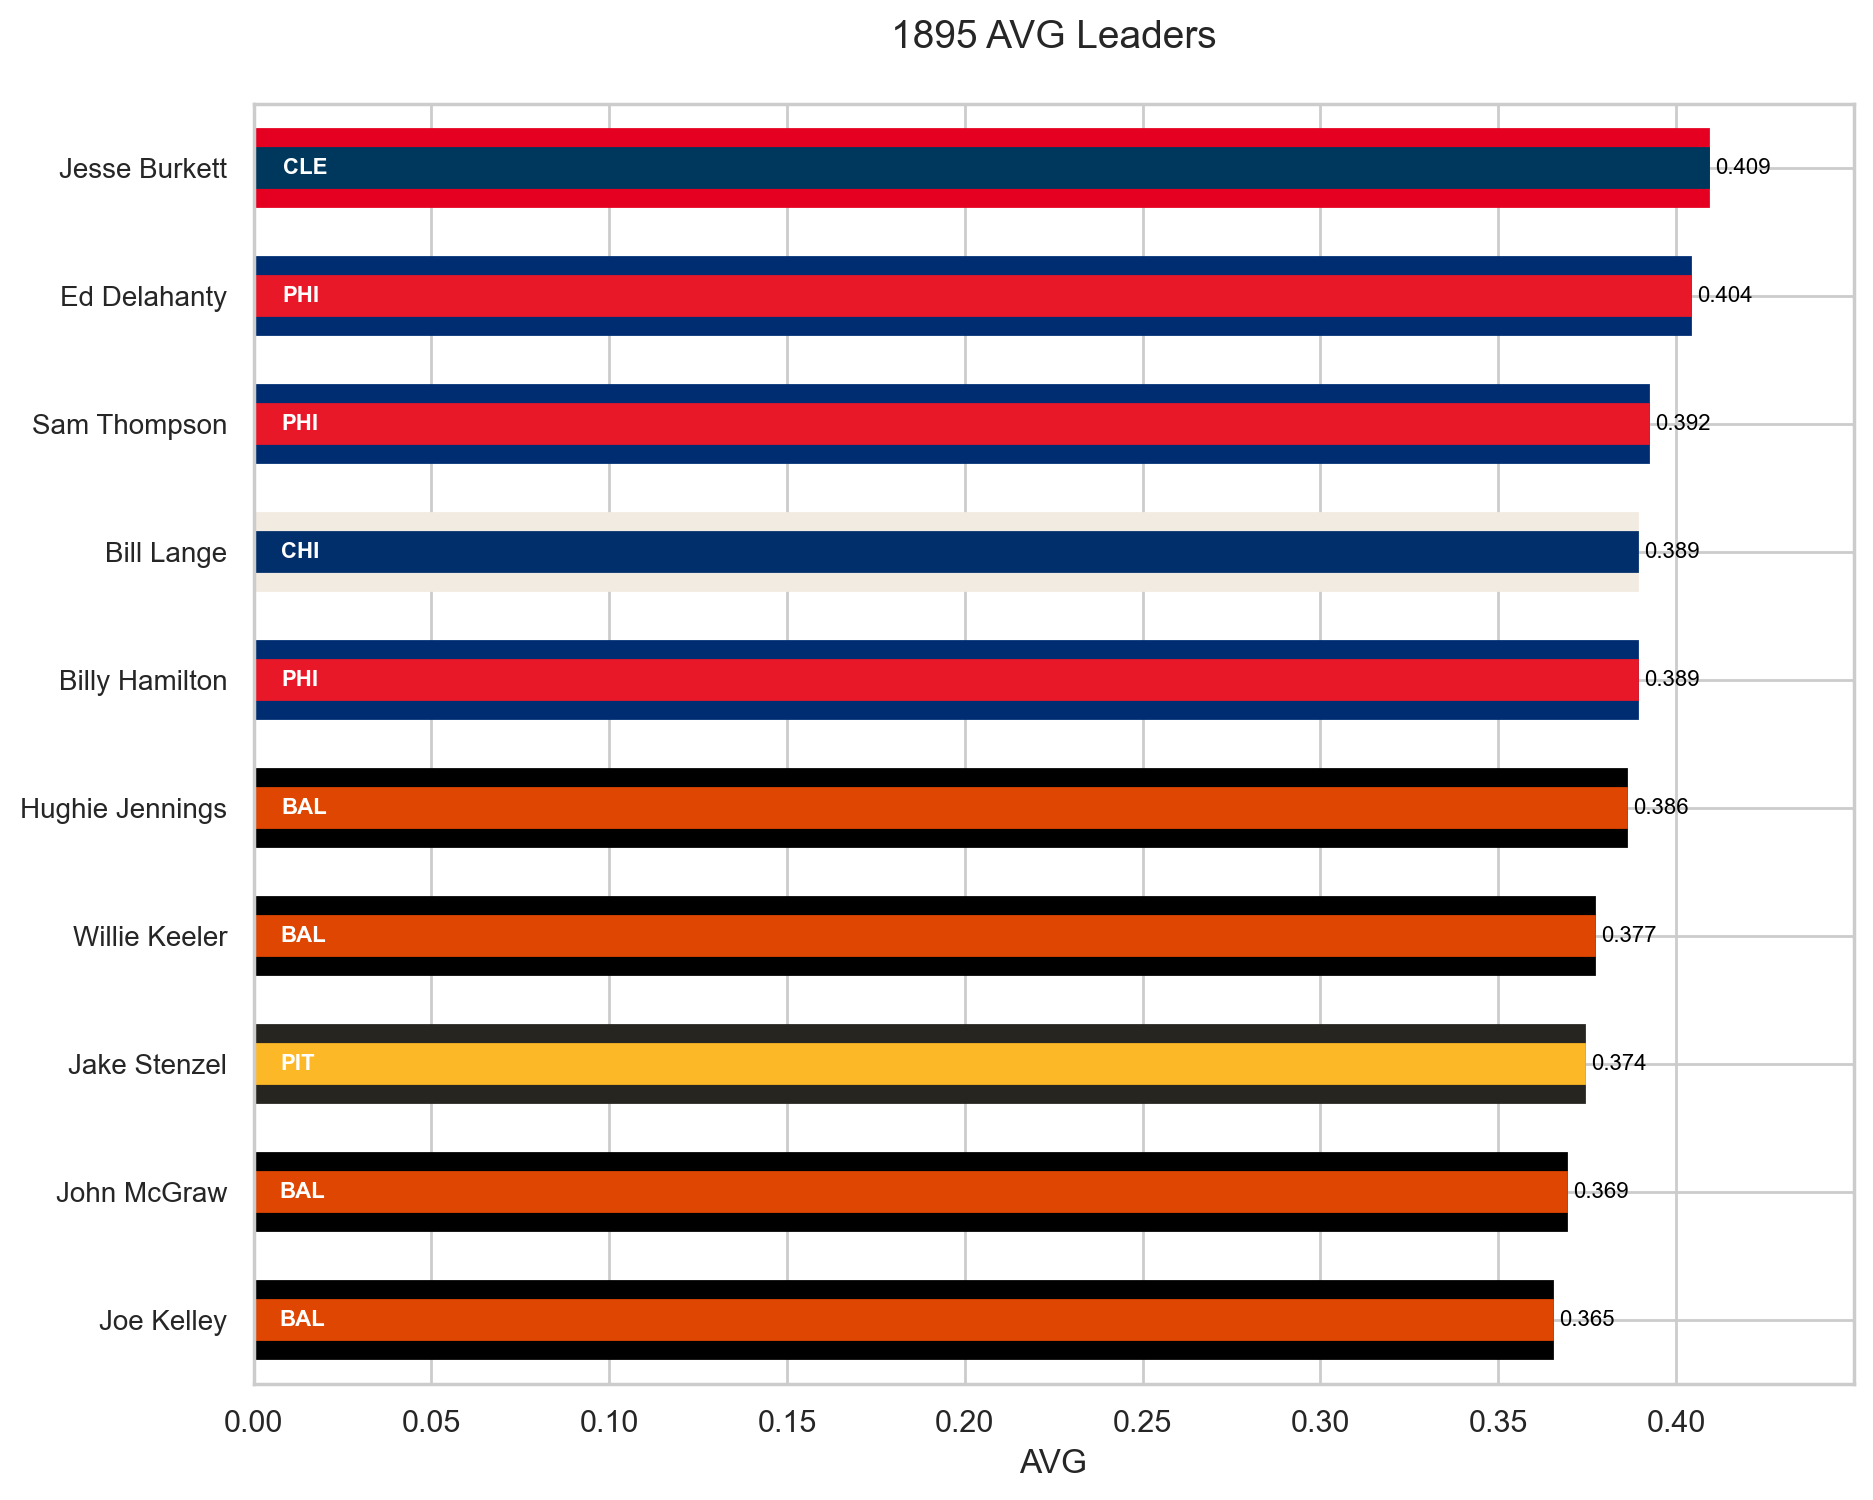 1895 AVG Leaders
Jesse Burkett CLE 0.409
Ed Delahanty PHI 0.404
Sam Thompson PHI 0.392
Bill Lange CHI 0.389
Billy Hamilton PHI 0.389
Hughie Jennings BAL 0.386
Willie Keeler BAL 0.377
Jake Stenzel PIT 0.374
John McGraw BAL 0.369
Joe Kelley BAL 0.365
0.00 0.05 0.10 0.15 0.20 0.25 0.30 0.35 0.40
AVG